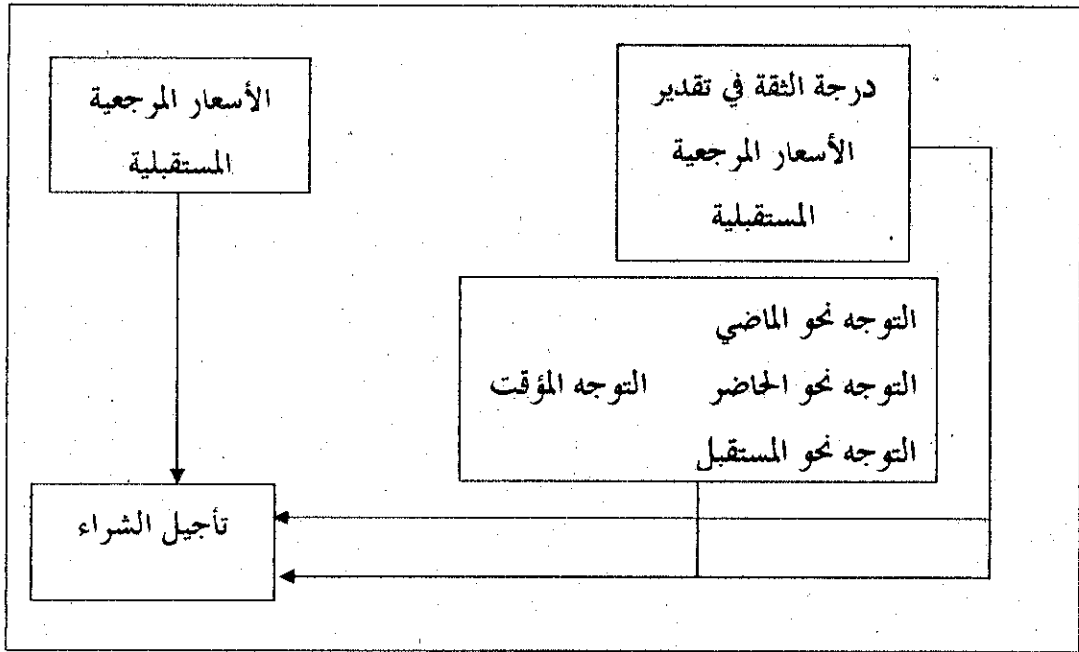 درجة الثقة في تقدير
الأسعار المرجعية
المستقبلية
الأسعار المرجعية
المستقبلية
التوجه نحو الماضي
التوجه نحو الحاضر التوجه المؤقت
التوجه نحو المستقبل
تأجيل الشراء